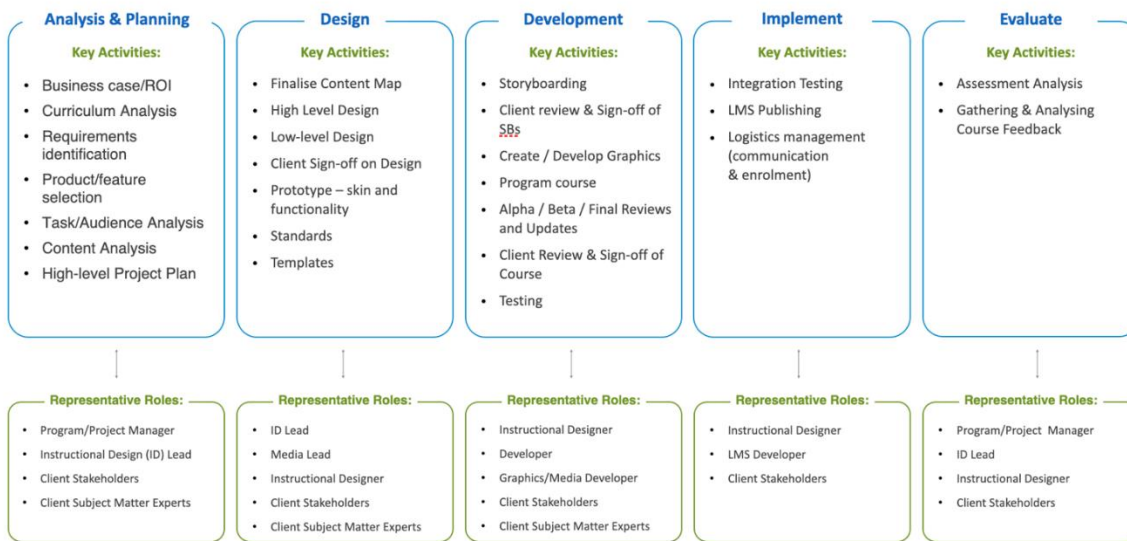 Analysis & Planning
Key Activities:
• Business case/ROI
• Curriculum Analysis
• Requirements
identification
• Product/feature
selection
• Task/Audience Analysis
• Content Analysis
• High-level Project Plan
Representative Roles:
• Program/Project Manager
• Instructional Design (ID) Lead
• Client Stakeholders
• Client Subject Matter Experts
Design
Key Activities:
• Finalise Content Map
• High Level Design
• Low-level Design
• Client Sign-off on Design
• Prototype – skin and
functionality
• Standards
• Templates
Representative Roles:
• ID Lead
• Media Lead
• Instructional Designer
• Client Stakeholders
• Client Subject Matter Experts
Development
Key Activities:
• Storyboarding
• Client review & Sign-off of
SBs
• Create / Develop Graphics
• Program course
• Alpha / Beta / Final Reviews
and Updates
• Client Review & Sign-off of
Course
• Testing
Representative Roles:
• Instructional Designer
• Developer
• Graphics/Media Developer
• Client Stakeholders
• Client Subject Matter Experts
Implement
Key Activities:
• Integration Testing
• LMS Publishing
• Logistics management
(communication
& enrolment)
Representative Roles:
• Instructional Designer
• LMS Developer
• Client Stakeholders
Evaluate
Key Activities:
• Assessment Analysis
• Gathering & Analysing
Course Feedback
Representative Roles:
• Program/Project Manager
• ID Lead
• Instructional Designer
• Client Stakeholders